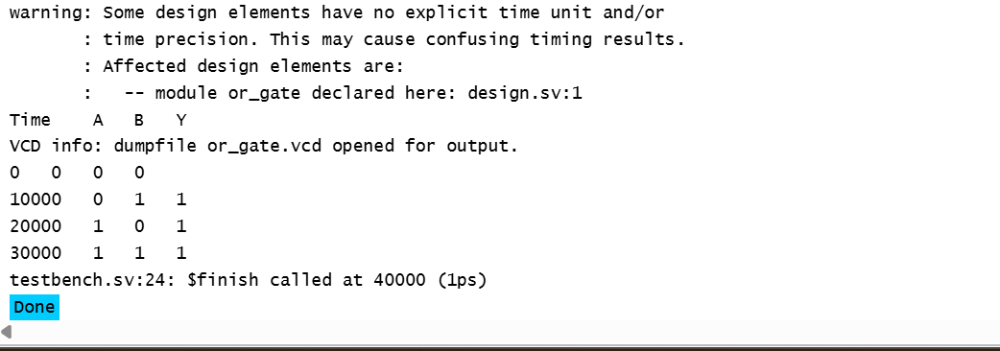 warning: Some design elements have no explicit time unit and/or
       : time precision. This may cause confusing timing results.
       : Affected design elements are:
       :   -- module or_gate declared here: design.sv:1
Time    A   B   Y
VCD info: dumpfile or_gate.vcd opened for output.
0   0   0   0
10000   0   1   1
20000   1   0   1
30000   1   1   1
testbench.sv:24: $finish called at 40000 (1ps)
Done